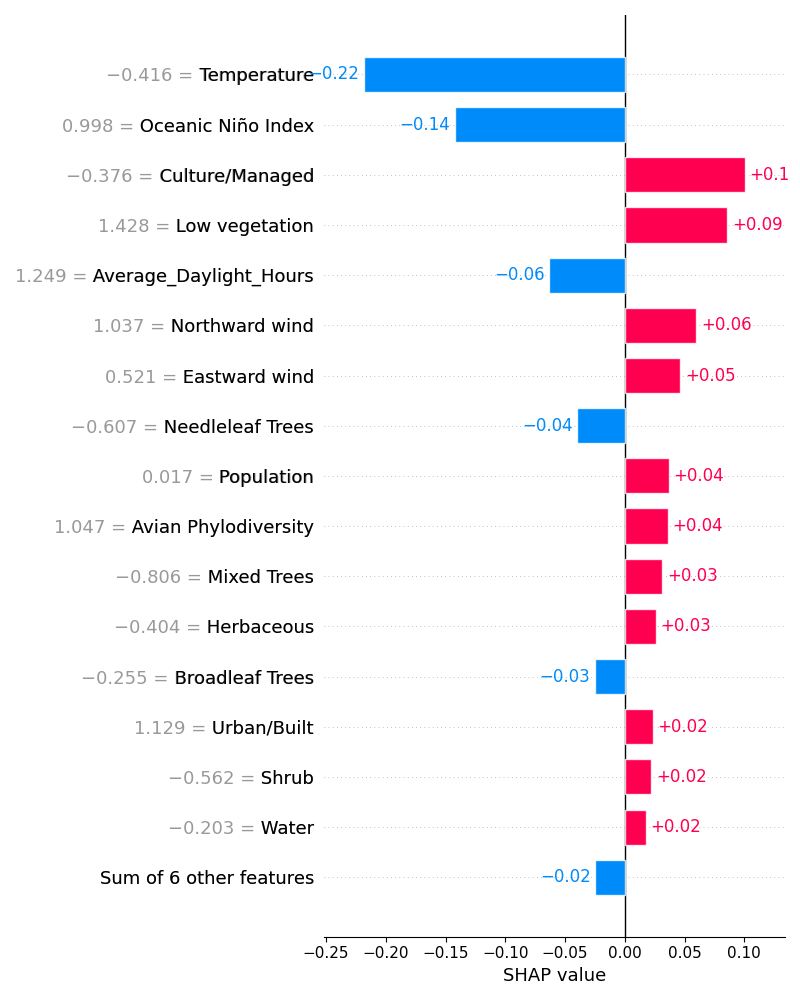 −0.416 = Temperature −0.22
0.998 = Oceanic Niño Index −0.14
−0.376 = Culture/Managed +0.1
1.428 = Low vegetation +0.09
1.249 = Average_Daylight_Hours −0.06
1.037 = Northward wind +0.06
0.521 = Eastward wind +0.05
−0.607 = Needleleaf Trees −0.04
0.017 = Population +0.04
1.047 = Avian Phylodiversity +0.04
−0.806 = Mixed Trees +0.03
−0.404 = Herbaceous +0.03
−0.255 = Broadleaf Trees −0.03
1.129 = Urban/Built +0.02
−0.562 = Shrub +0.02
−0.203 = Water +0.02
Sum of 6 other features −0.02
−0.25 −0.20 −0.15 −0.10 −0.05 0.00 0.05 0.10
SHAP value